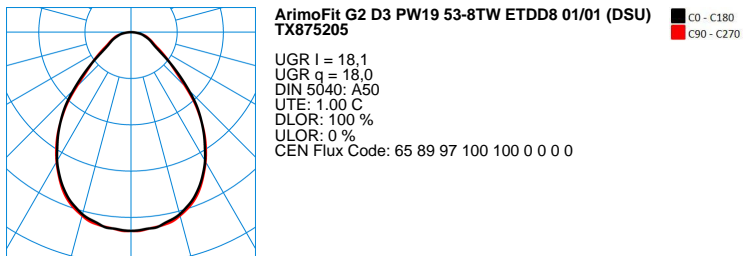 ArimoFit G2 D3 PW19 53-8TW ETDD8 01/01 (DSU)
TX875205
UGR l = 18,1
UGR q = 18,0
DIN 5040: A50
UTE: 1.00 C
DLOR: 100 %
ULOR: 0 %
CEN Flux Code: 65 89 97 100 100 0 0 0 0
C0 - C180
C90 - C270